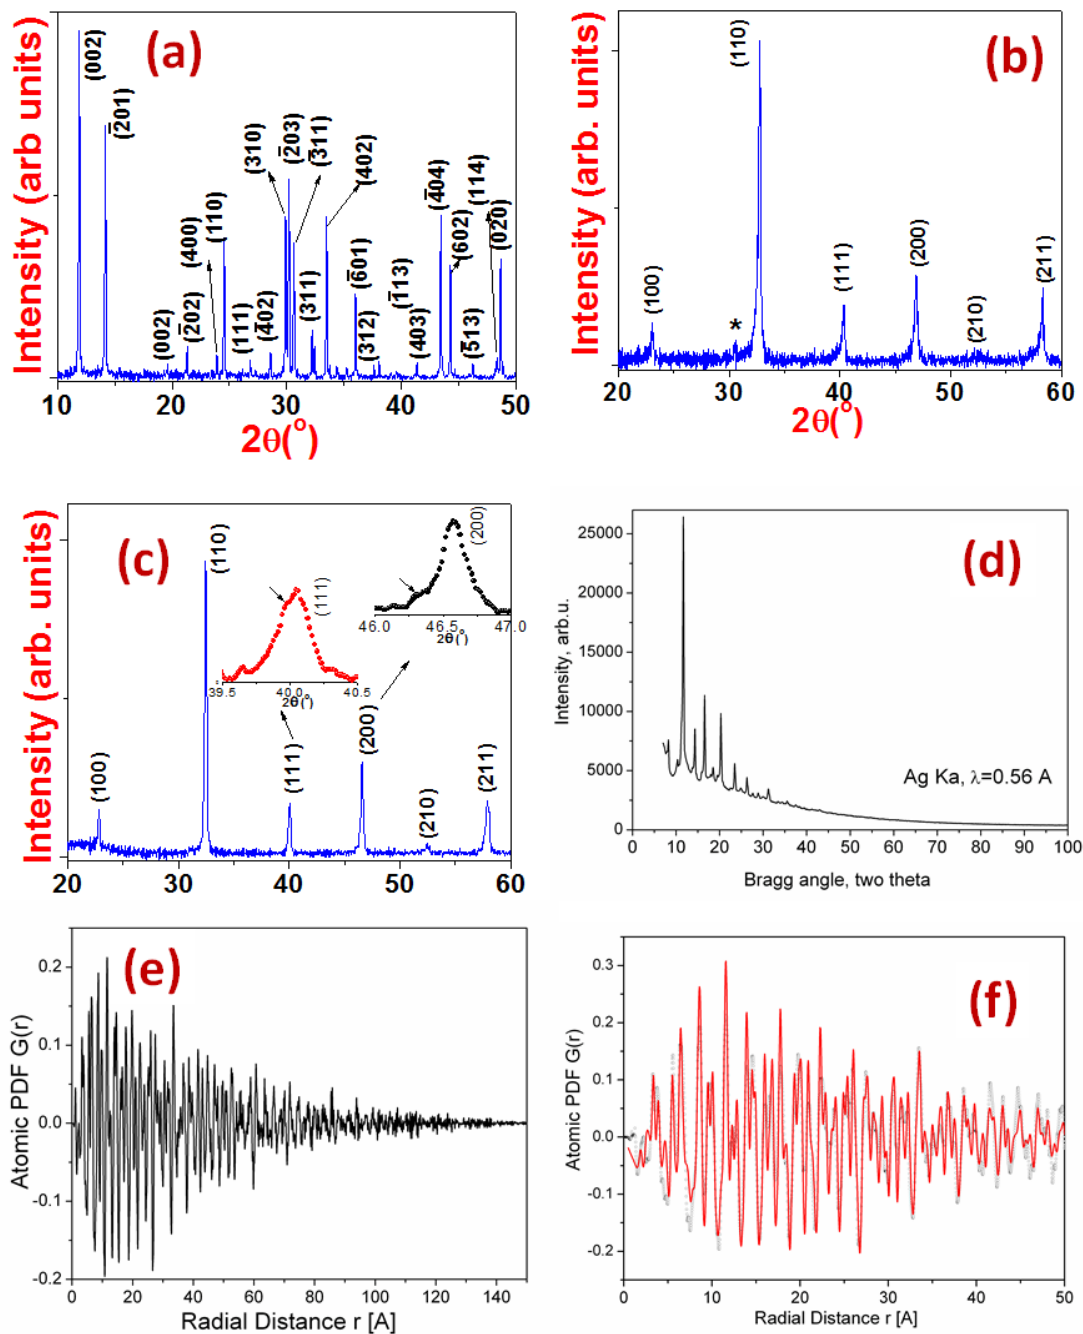 (a)
Intensity (arb units)
(002)
(2̅01)
(002)
(2̅02)
(400)
(110)
(111)
(4̅02)
(310)
(2̅03)
(3̅11)
(311)
(402)
(6̅01)
(312)
(1̅13)
(403)
(4̅04)
(602)
(5̅13)
(114)
(020)
10 20 30 40 50
2θ(°)
(b)
Intensity (arb. units)
(100)
*
(110)
(111)
(200)
(210)
(211)
20 30 40 50 60
2θ(°)
(c)
Intensity (arb. units)
(100)
(110)
(111)
(200)
(210)
(211)
(111)
39.5 40.0 40.5
2θ(°)
(200)
46.0 46.5 47.0
2θ(°)
20 30 40 50 60
(d)
Intensity, arb.u.
25000
20000
15000
10000
5000
0
Ag Ka, λ=0.56 A
0 10 20 30 40 50 60 70 80 90 100
Bragg angle, two theta
(e)
Atomic PDF G(r)
0.2
0.1
0.0
-0.1
-0.2
0 20 40 60 80 100 120 140
Radial Distance r [A]
(f)
Atomic PDF G(r)
0.3
0.2
0.1
0.0
-0.1
-0.2
0 10 20 30 40 50
Radial Distance r [A]